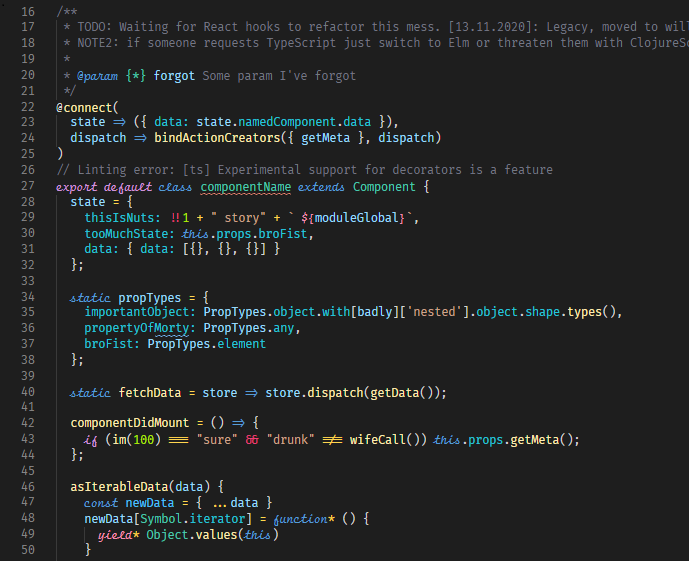 16 /**
17  * TODO: Waiting for React hooks to refactor this mess. [13.11.2020]: Legacy, moved to will
18  * NOTE2: if someone requests TypeScript just switch to Elm or threaten them with ClojureSc
19  *
20  * @param {*} forgot Some param I've forgot
21  */
22 @connect(
23   state => ({ data: state.namedComponent.data }),
24   dispatch => bindActionCreators({ getMeta }, dispatch)
25 )
26 // Linting error: [ts] Experimental support for decorators is a feature
27 export default class componentName extends Component {
28   state = {
29     thisIsNuts: !!1 + " story" + ` ${moduleGlobal}`,
30     tooMuchState: this.props.broFist,
31     data: { data: [{}, {}, {}] }
32   };
33
34   static propTypes = {
35     importantObject: PropTypes.object.with[badly]['nested'].object.shape.types(),
36     propertyOfMorty: PropTypes.any,
37     broFist: PropTypes.element
38   };
39
40   static fetchData = store => store.dispatch(getData());
41
42   componentDidMount = () => {
43     if (im(100) === "sure" && "drunk" !== wifeCall()) this.props.getMeta();
44   };
45
46   asIterableData(data) {
47     const newData = { ...data }
48     newData[Symbol.iterator] = function* () {
49       yield* Object.values(this)
50     }